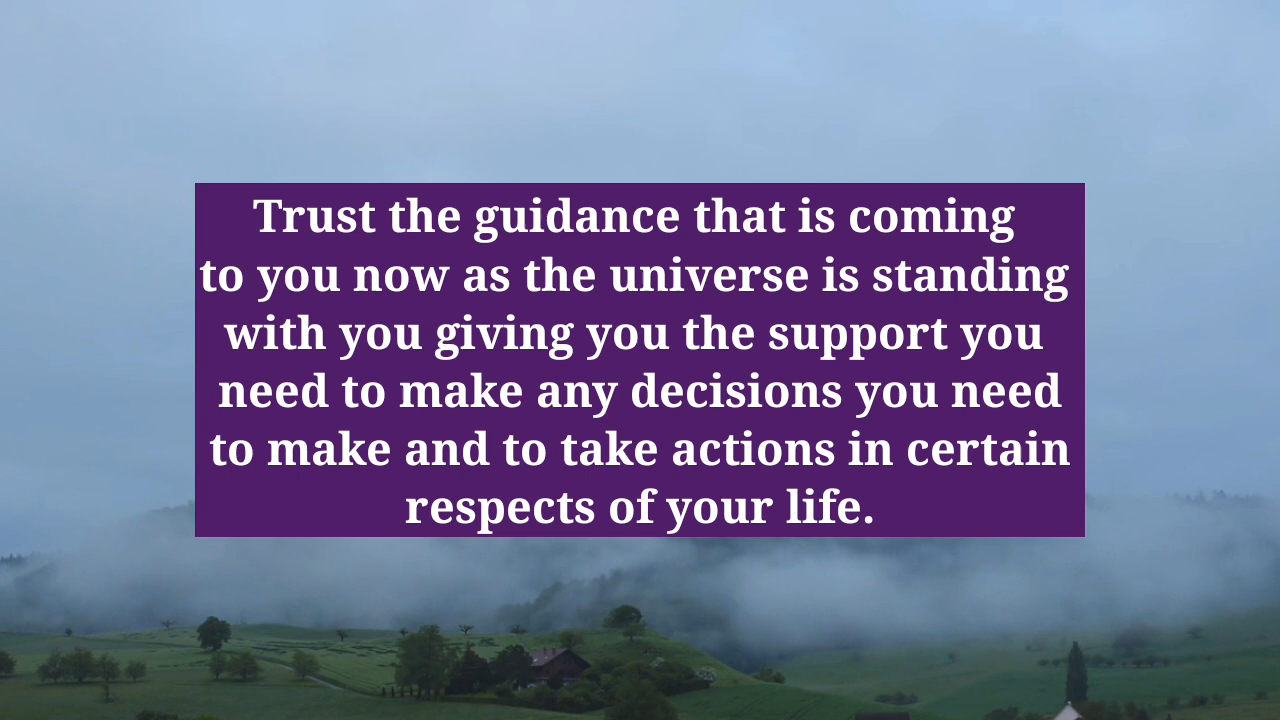 Trust the guidance that is coming
to you now as the universe is standing
with you giving you the support you
need to make any decisions you need
to make and to take actions in certain
respects of your life.